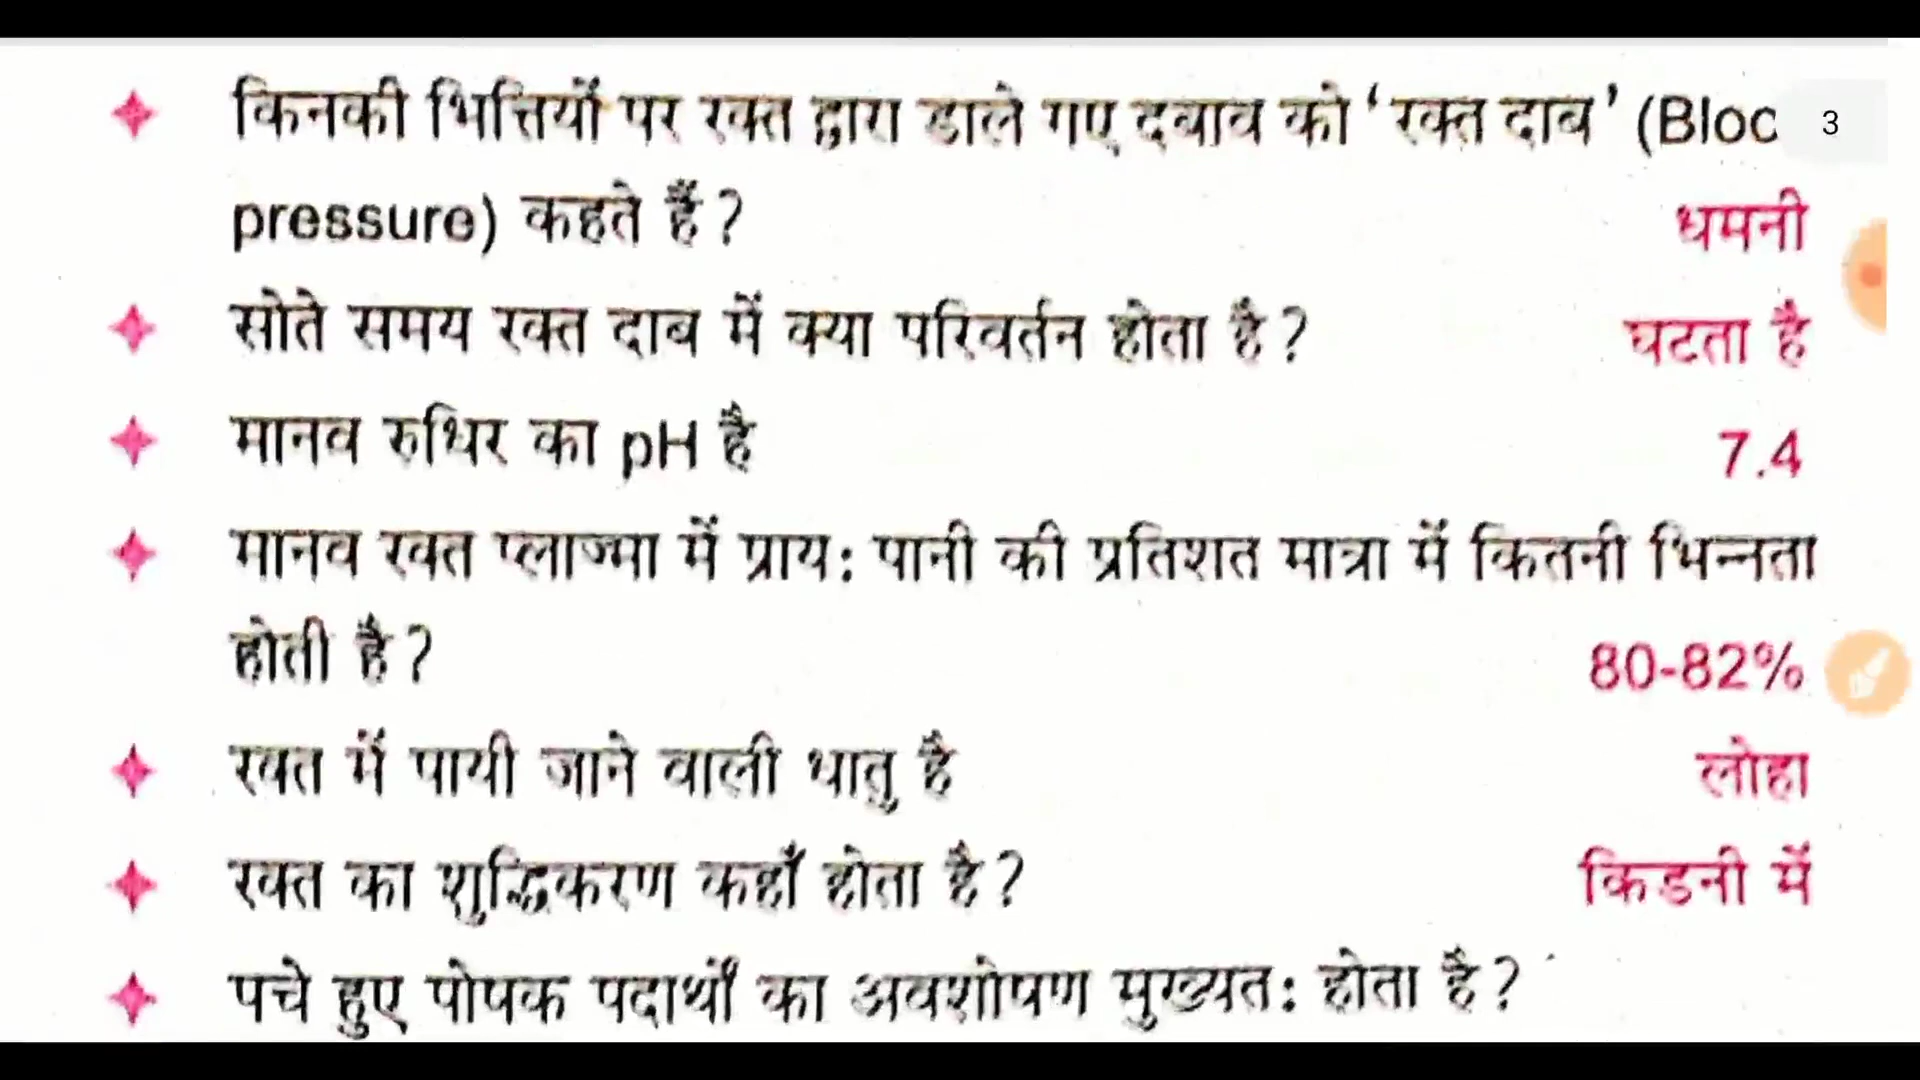 किनकी भित्तियों पर रक्त द्वारा डाले गए दबाव को ‘रक्त दाब’ (Bloc 3
pressure) कहते हैं? धमनी
सोते समय रक्त दाब में क्या परिवर्तन होता है? घटता है
मानव रुधिर का pH है 7.4
मानव रक्त प्लाज्मा में प्राय: पानी की प्रतिशत मात्रा में कितनी भिन्नता
होती है? 80-82%
रक्त में पायी जाने वाली धातु है लोहा
रक्त का शुद्धिकरण कहाँ होता है? किडनी में
पचे हुए पोषक पदार्थों का अवशोषण मुख्यत: होता है?